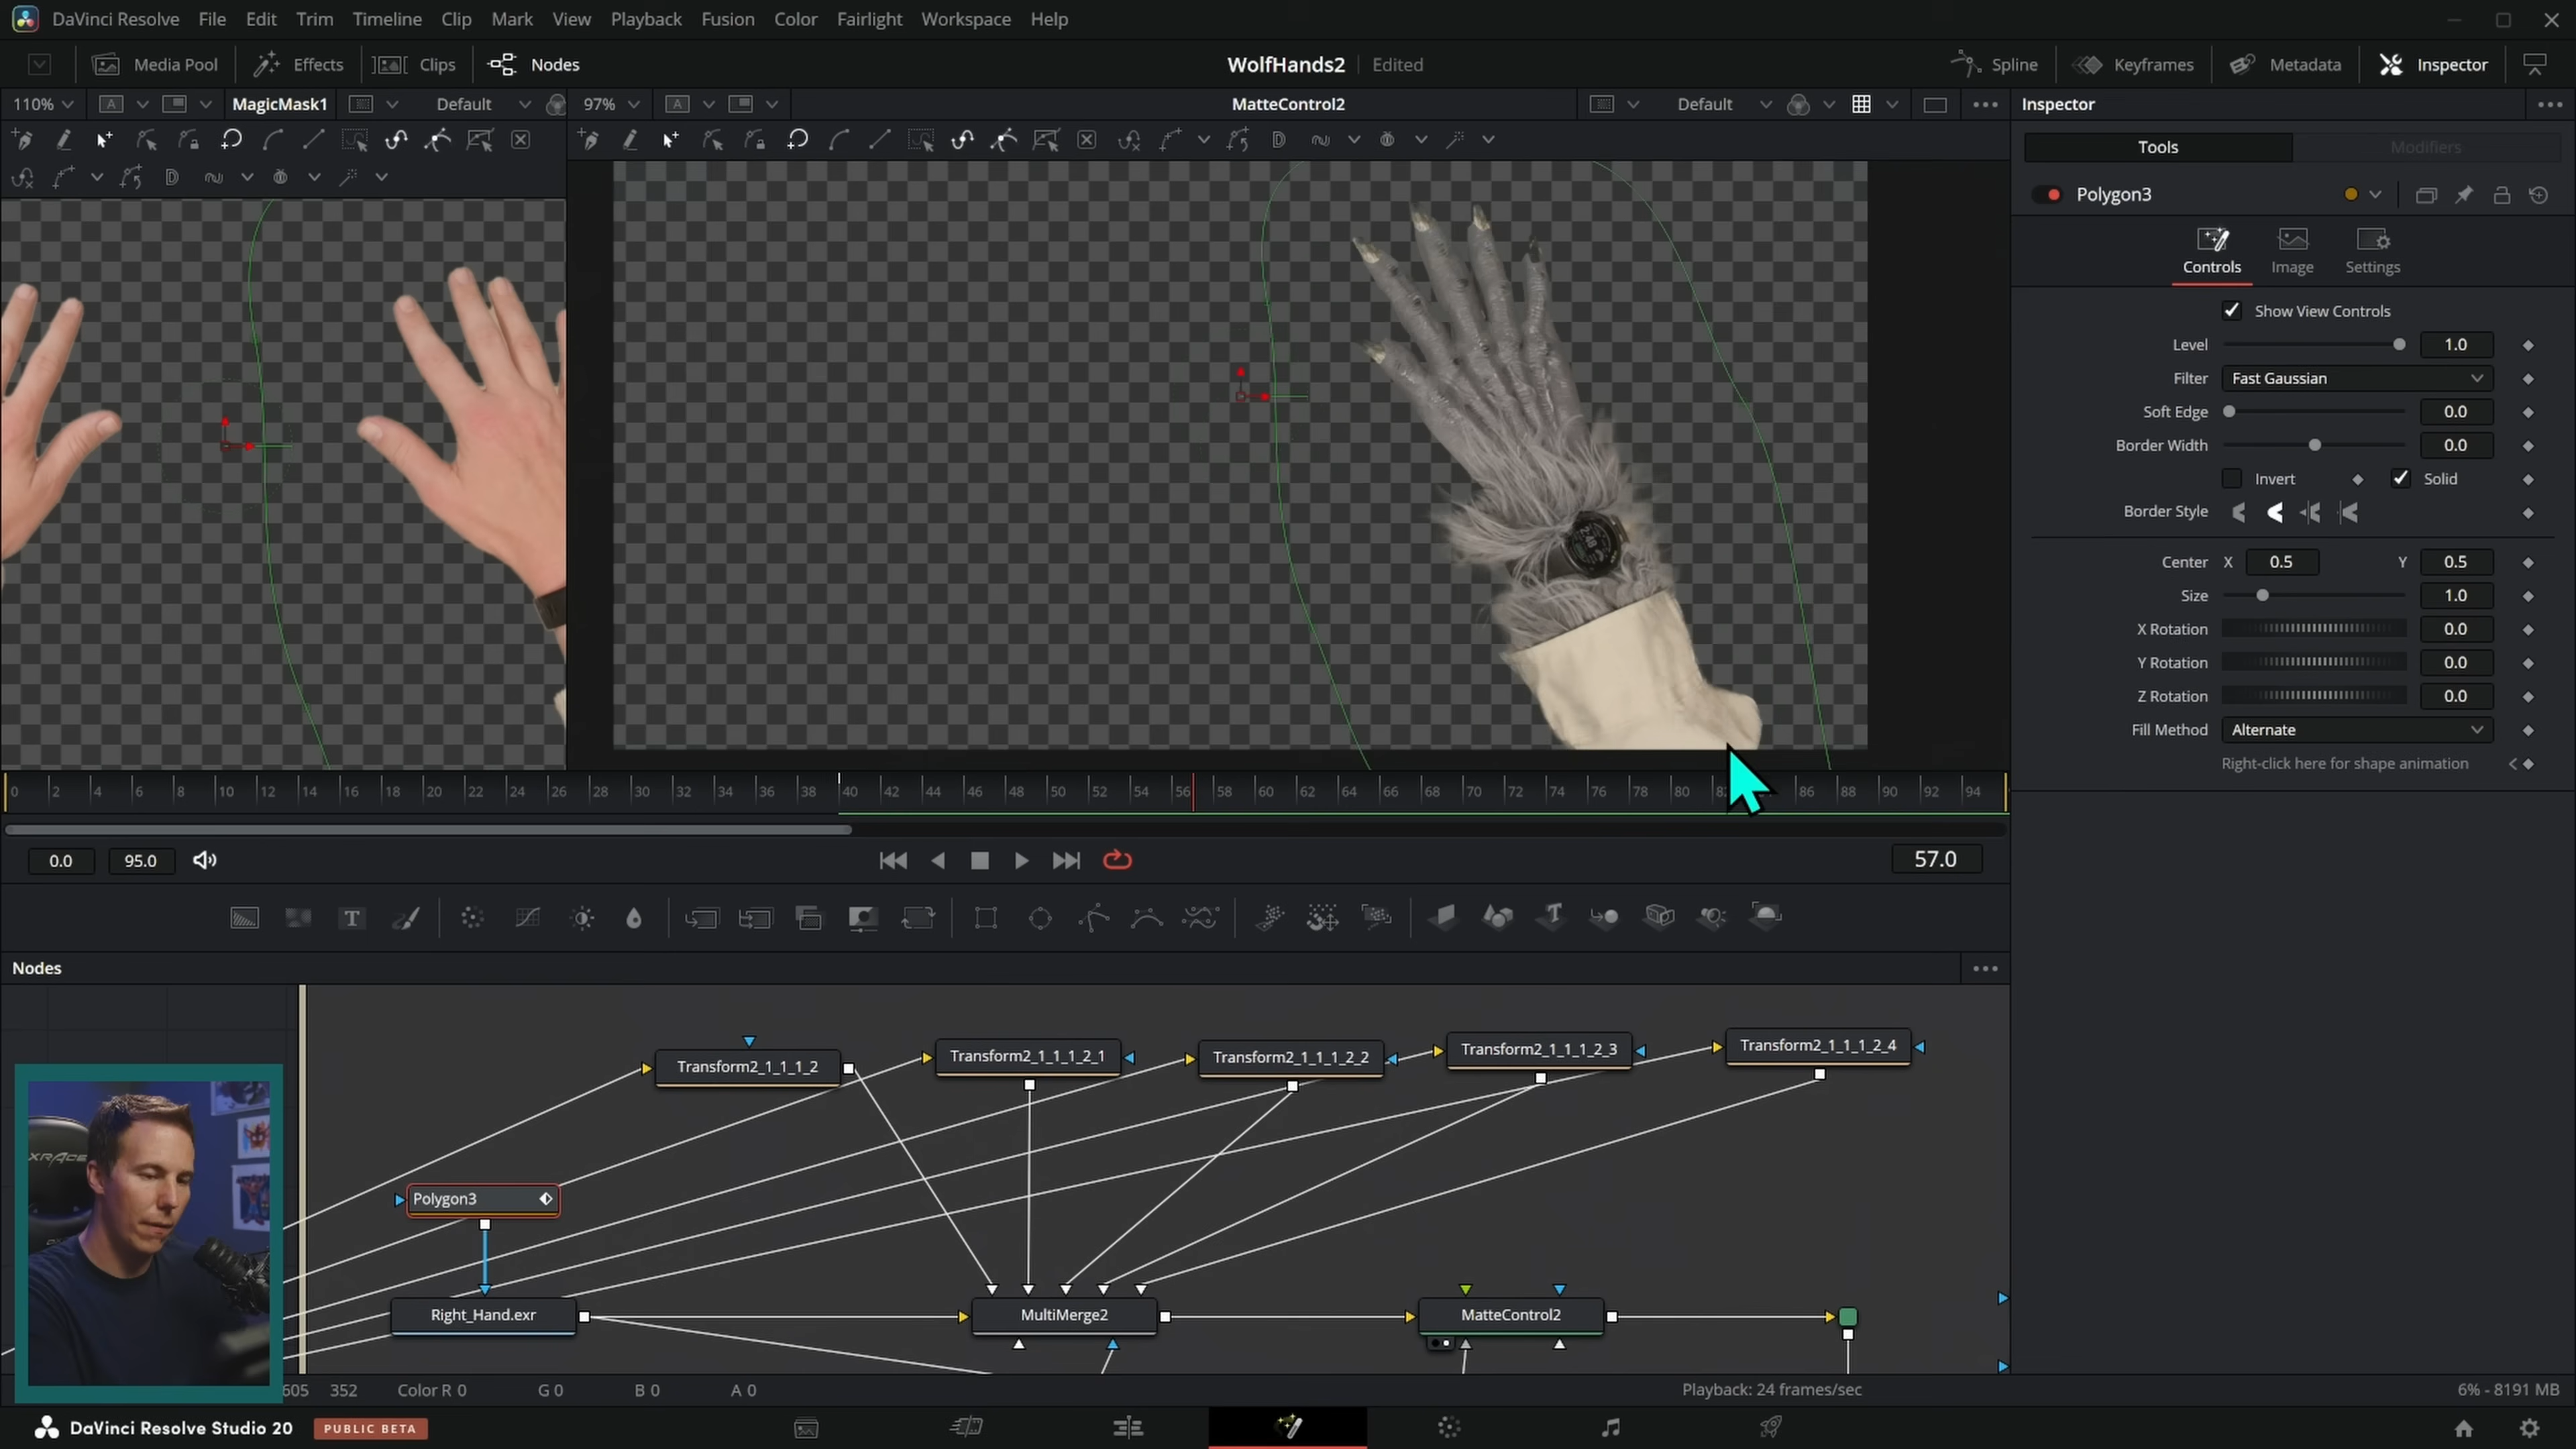 DaVinci Resolve File Edit Trim Timeline Clip Mark View Playback Fusion Color Fairlight Workspace Help
Media Pool Effects Clips Nodes WolfHands2 Edited Spline Keyframes Metadata Inspector
110% A MagicMask1 Default 97% A MatteControl2 Default Inspector
Tools Modifiers
Polygon3
Controls Image Settings
Show View Controls
Level 1.0
Filter Fast Gaussian
Soft Edge 0.0
Border Width 0.0
Invert Solid
Border Style
Center X 0.5 Y 0.5
Size 1.0
X Rotation 0.0
Y Rotation 0.0
Z Rotation 0.0
Fill Method Alternate
Right-click here for shape animation
0 2 4 6 8 10 12 14 16 18 20 22 24 26 28 30 32 34 36 38 40 42 44 46 48 50 52 54 56 58 60 62 64 66 68 70 72 74 76 78 80 86 88 90 92 94
0.0 95.0 57.0
Nodes
Transform2_1_1_1_2 Transform2_1_1_1_2_1 Transform2_1_1_1_2_2 Transform2_1_1_1_2_3 Transform2_1_1_1_2_4
Polygon3
Right_Hand.exr MultiMerge2 MatteControl2
605 352 Color R 0 G 0 B 0 A 0 Playback: 24 frames/sec 6% - 8191 MB
DaVinci Resolve Studio 20 PUBLIC BETA